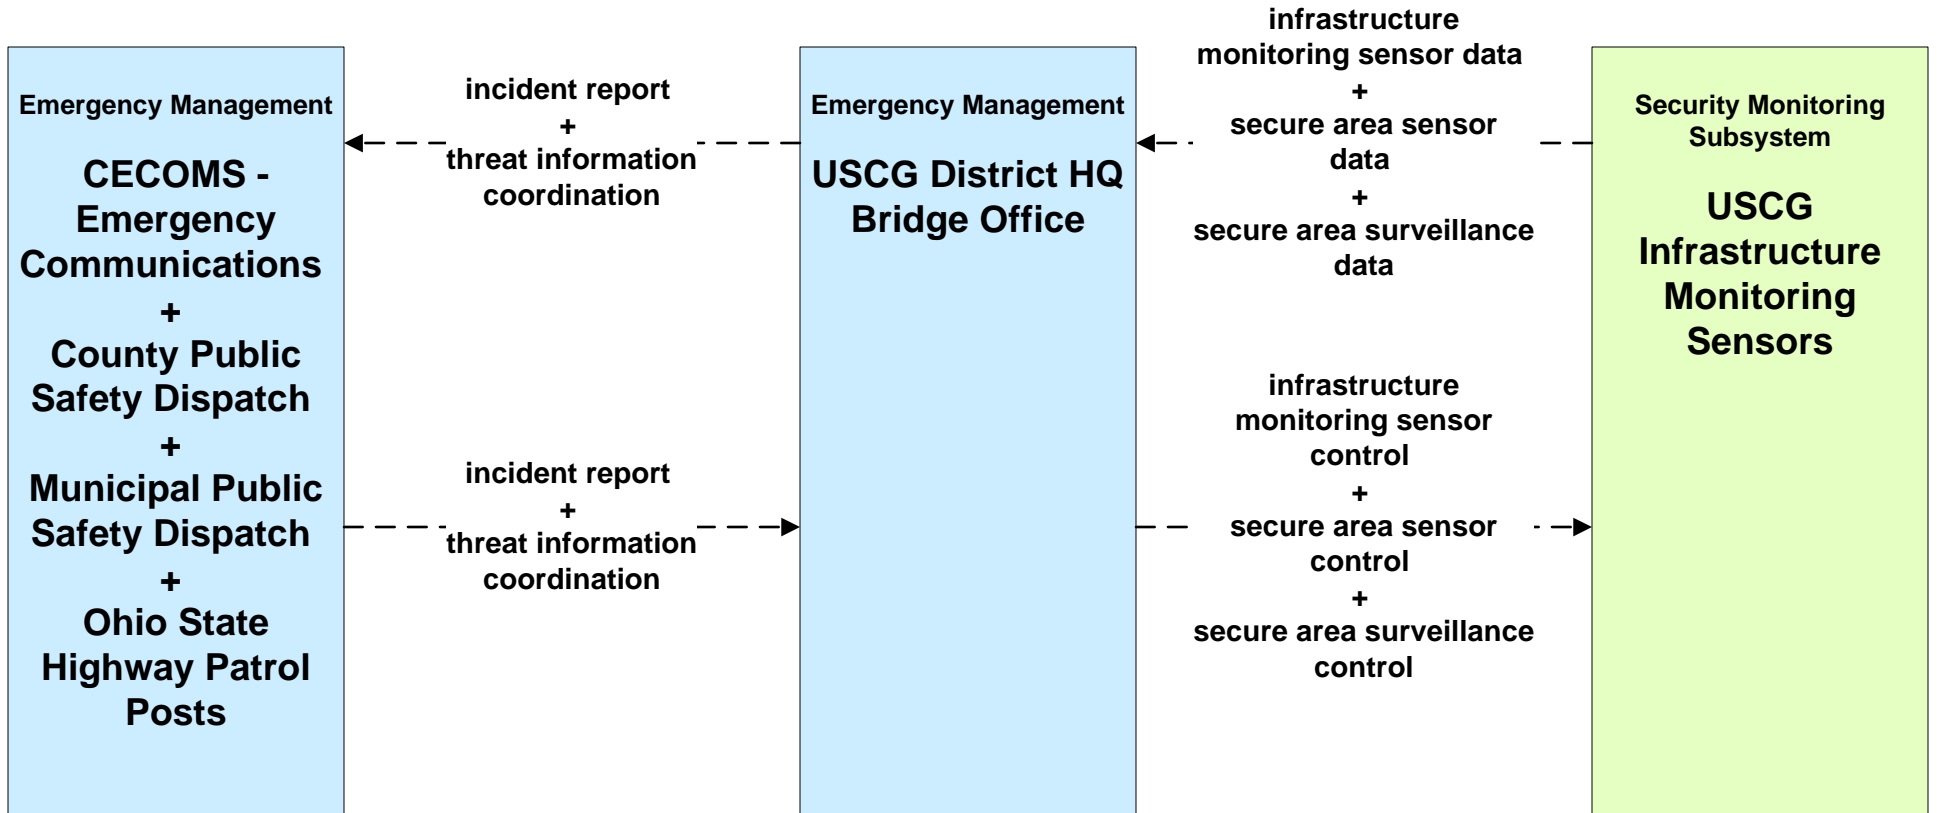 Emergency Management
CECOMS -
Emergency
Communications
+
County Public
Safety Dispatch
+
Municipal Public
Safety Dispatch
+
Ohio State
Highway Patrol
Posts
incident report
+
threat information
coordination
incident report
+
threat information
coordination
Emergency Management
USCG District HQ
Bridge Office
infrastructure
monitoring sensor data
+
secure area sensor
data
+
secure area surveillance
data
infrastructure
monitoring sensor
control
+
secure area sensor
control
+
secure area surveillance
control
Security Monitoring
Subsystem
USCG
Infrastructure
Monitoring
Sensors